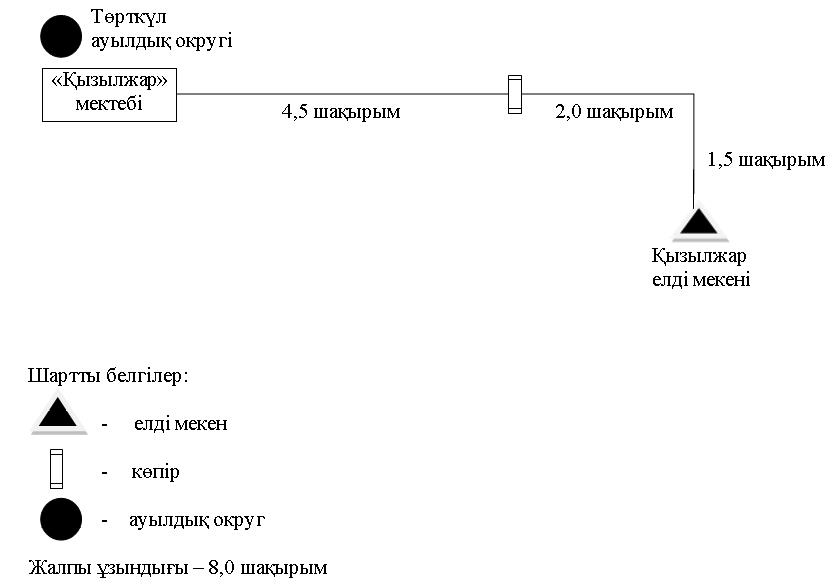 Төрткүл
ауылдық округі
«Қызылжар»
мектебі
4,5 шақырым
2,0 шақырым
1,5 шақырым
Қызылжар
елді мекені
Шартты белгілер:
- елді мекен
- көпір
- ауылдық округ
Жалпы ұзындығы – 8,0 шақырым